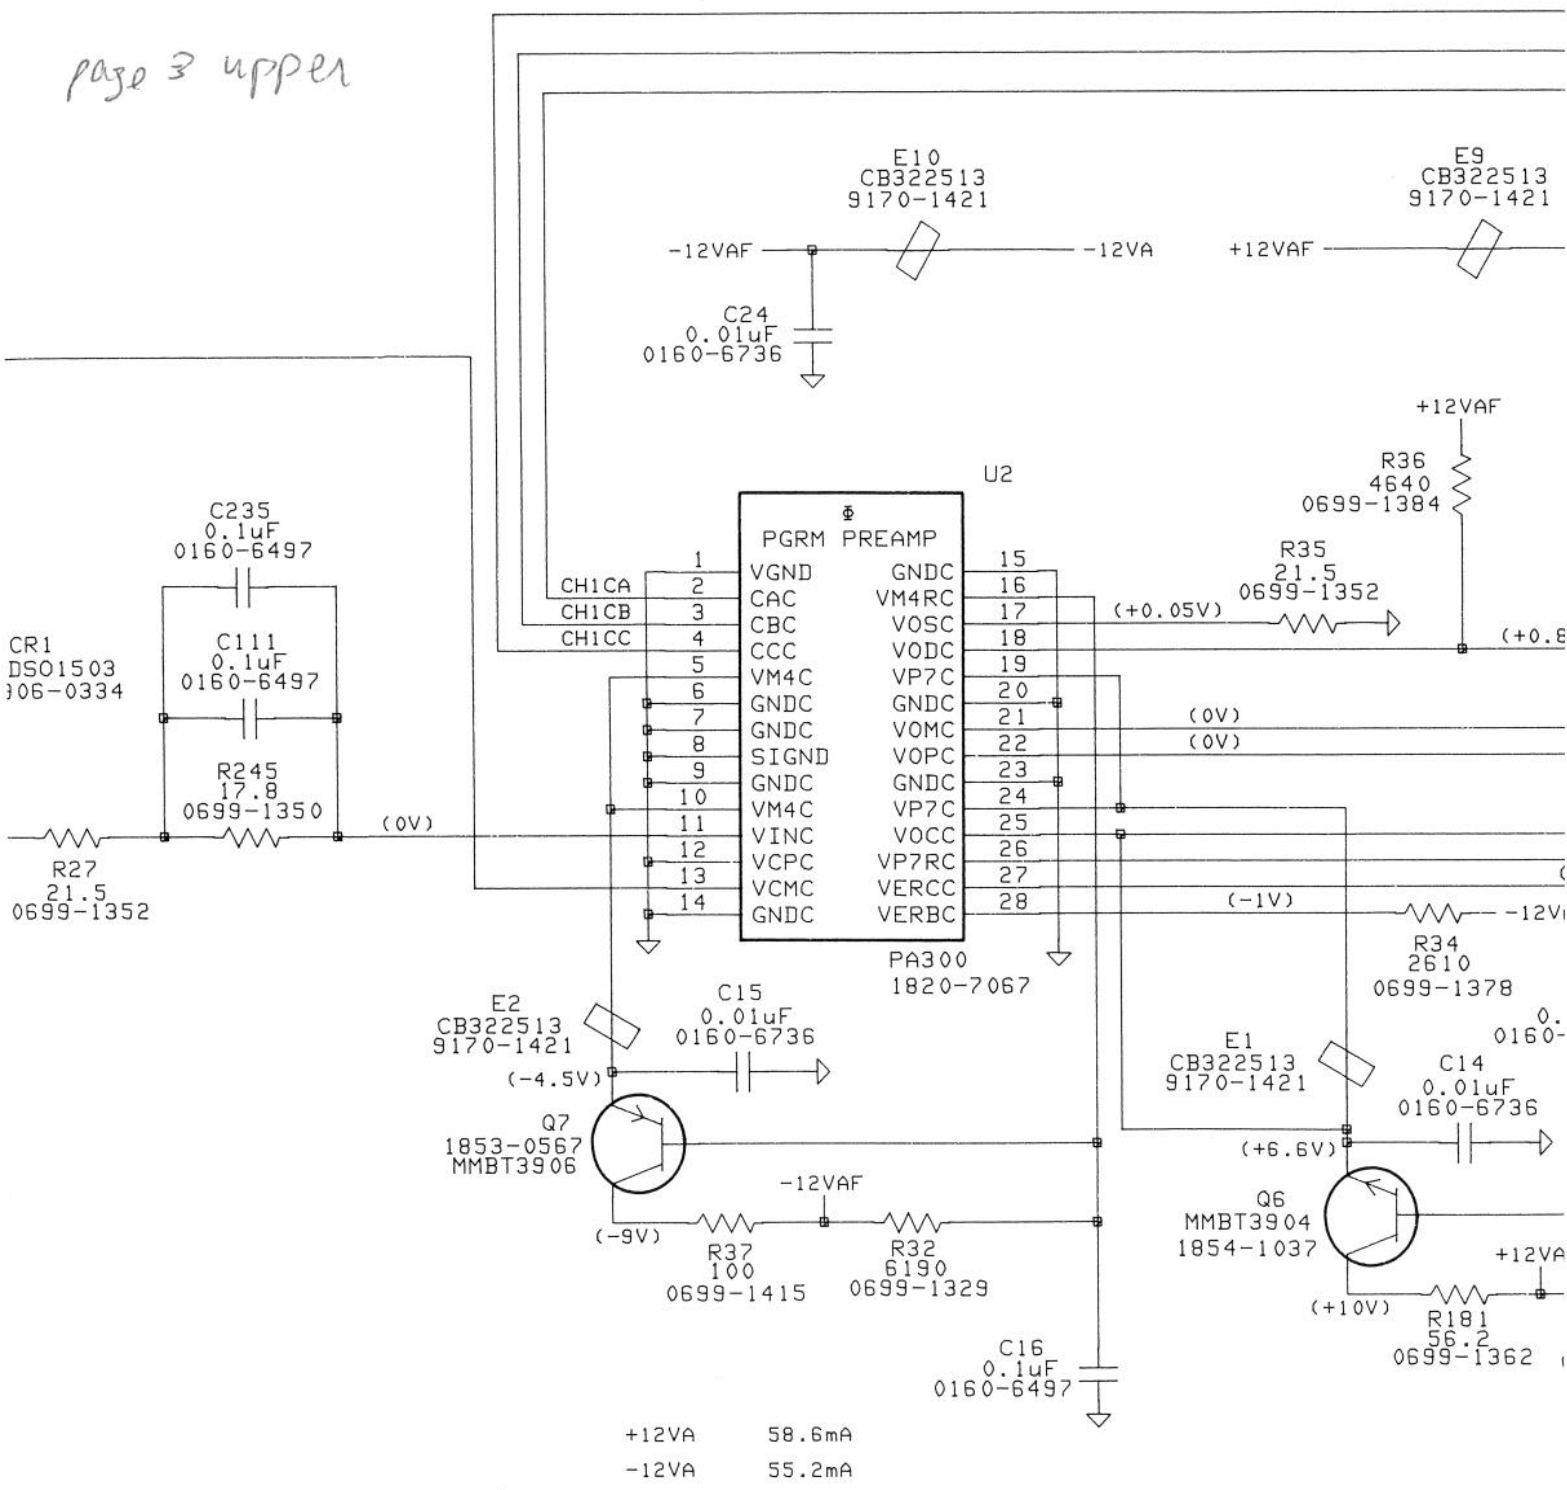 page 3 upper
E10
CB322513
9170-1421
E9
CB322513
9170-1421
-12VAF
-12VA
+12VAF
C24
0.01uF
0160-6736
+12VAF
R36
4640
0699-1384
U2
C235
0.1uF
0160-6497
C111
0.1uF
0160-6497
CR1
DSO1503
906-0334
R245
17.8
0699-1350
(0V)
R27
21.5
0699-1352
Φ
PGRM PREAMP
CH1CA
CH1CB
CH1CC
1 VGND
2 CAC
3 CBC
4 CCC
5 VM4C
6 GNDC
7 GNDC
8 SIGND
9 GNDC
10 VM4C
11 VINC
12 VCPC
13 VCMC
14 GNDC
GNDC 15
VM4RC 16
VOSC 17
VODC 18
VP7C 19
GNDC 20
VOMC 21
VOPC 22
GNDC 23
VP7C 24
VOCC 25
VP7RC 26
VERCC 27
VERBC 28
PA300
1820-7067
R35
21.5
0699-1352
(+0.05V)
(+0.8
(0V)
(0V)
(-1V)
-12V
R34
2610
0699-1378
E2
CB322513
9170-1421
C15
0.01uF
0160-6736
(-4.5V)
Q7
1853-0567
MMBT3906
(-9V)
-12VAF
R37
100
0699-1415
R32
6190
0699-1329
0.
0160-
E1
CB322513
9170-1421
C14
0.01uF
0160-6736
(+6.6V)
Q6
MMBT3904
1854-1037
+12VA
(+10V)
R181
56.2
0699-1362
C16
0.1uF
0160-6497
+12VA 58.6mA
-12VA 55.2mA